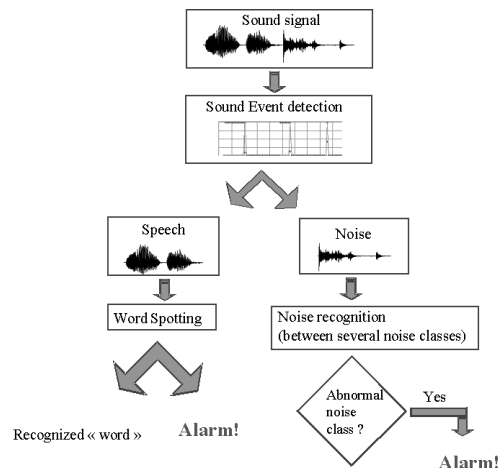 Sound signal
Sound Event detection
Speech
Noise
Word Spotting
Noise recognition
(between several noise classes)
Abnormal
noise
class ?
Yes
Recognized « word »
Alarm!
Alarm!